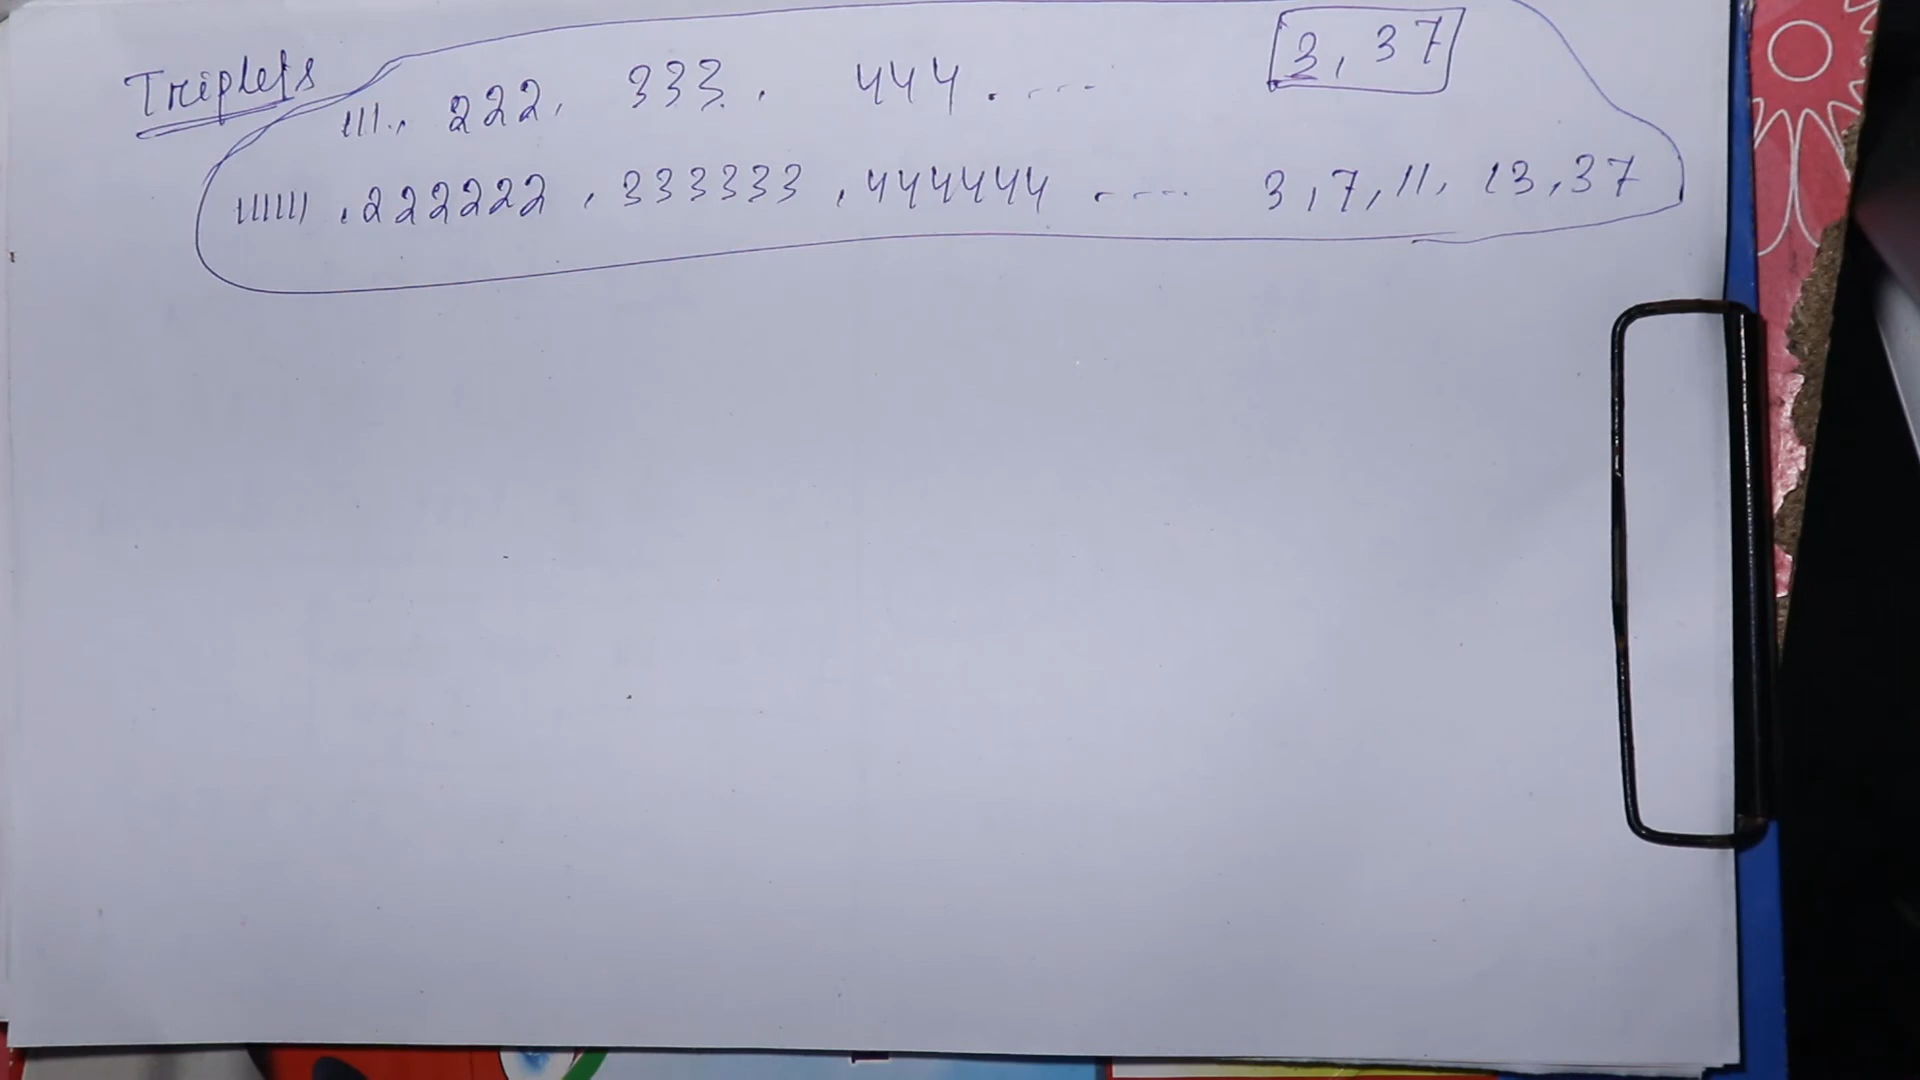 Triplets 111, 222, 333, 444 ..... 3, 37
111111, 222222, 333333, 444444 ..... 3, 7, 11, 13, 37